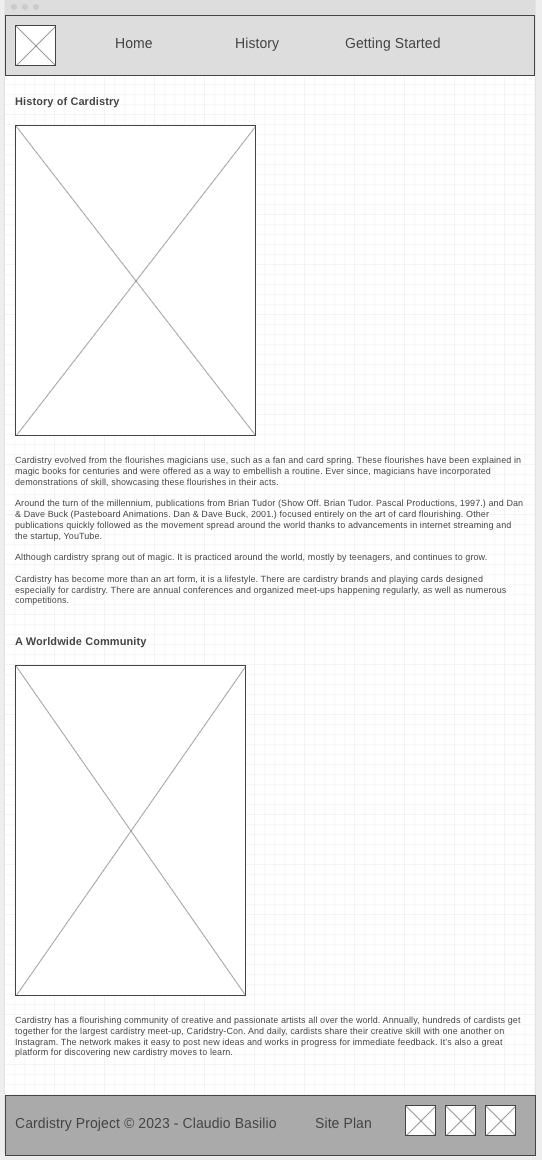 Home History Getting Started
History of Cardistry
Cardistry evolved from the flourishes magicians use, such as a fan and card spring. These flourishes have been explained in
magic books for centuries and were offered as a way to embellish a routine. Ever since, magicians have incorporated
demonstrations of skill, showcasing these flourishes in their acts.
Around the turn of the millennium, publications from Brian Tudor (Show Off. Brian Tudor. Pascal Productions, 1997.) and Dan
& Dave Buck (Pasteboard Animations. Dan & Dave Buck, 2001.) focused entirely on the art of card flourishing. Other
publications quickly followed as the movement spread around the world thanks to advancements in internet streaming and
the startup, YouTube.
Although cardistry sprang out of magic. It is practiced around the world, mostly by teenagers, and continues to grow.
Cardistry has become more than an art form, it is a lifestyle. There are cardistry brands and playing cards designed
especially for cardistry. There are annual conferences and organized meet-ups happening regularly, as well as numerous
competitions.
A Worldwide Community
Cardistry has a flourishing community of creative and passionate artists all over the world. Annually, hundreds of cardists get
together for the largest cardistry meet-up, Caridstry-Con. And daily, cardists share their creative skill with one another on
Instagram. The network makes it easy to post new ideas and works in progress for immediate feedback. It's also a great
platform for discovering new cardistry moves to learn.
Cardistry Project © 2023 - Claudio Basilio Site Plan